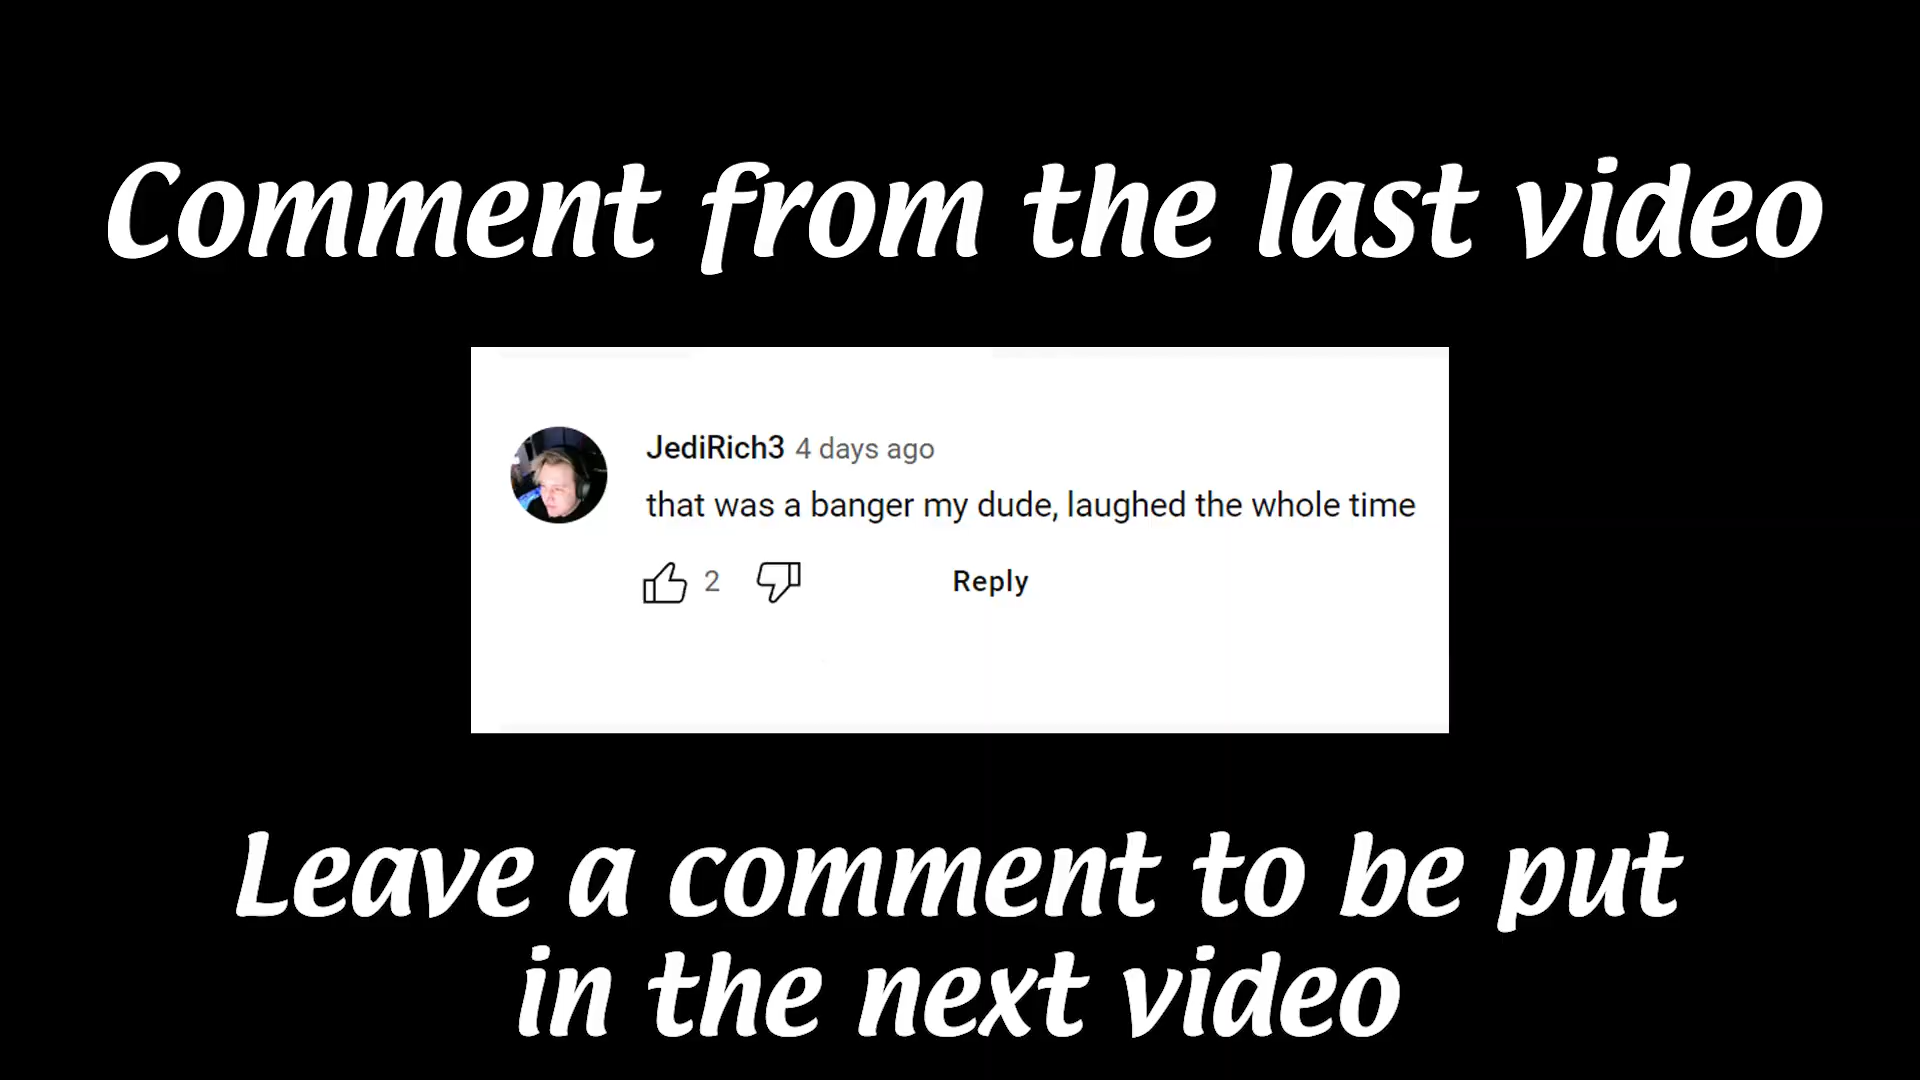 Comment from the last video
JediRich3 4 days ago
that was a banger my dude, laughed the whole time
2 Reply
Leave a comment to be put
in the next video